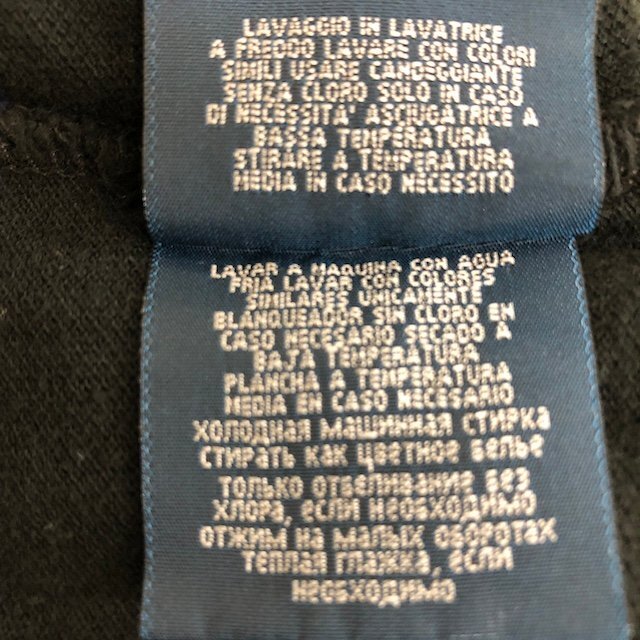 LAVAGGIO IN LAVATRICE
A FREDDO LAVARE CON COLORI
SIMILI USARE CANDEGGIANTE
SENZA CLORO SOLO IN CASO
DI NECESSITA' ASCIUGATRICE A
BASSA TEMPERATURA
STIRARE A TEMPERATURA
MEDIA IN CASO NECESSITO
LAVAR A MAQUINA CON AGUA
FRIA LAVAR CON COLORES
SIMILARES UNICAMENTE
BLANQUEADOR SIN CLORO EN
CASO NECESARIO SECADO A
BAJA TEMPERATURA
PLANCHA A TEMPERATURA
MEDIA EN CASO NECESARIO
ХОЛОДНАЯ МАШИННАЯ СТИРКА
СТИРАТЬ КАК ЦВЕТНОЕ БЕЛЬЕ
ТОЛЬКО ОТБЕЛИВАНИЕ БЕЗ
ХЛОРА, ЕСЛИ НЕОБХОДИМО
ОТЖИМ НА МАЛЫХ ОБОРОТАХ
ТЕПЛАЯ ГЛАЖКА, ЕСЛИ
НЕОБХОДИМО